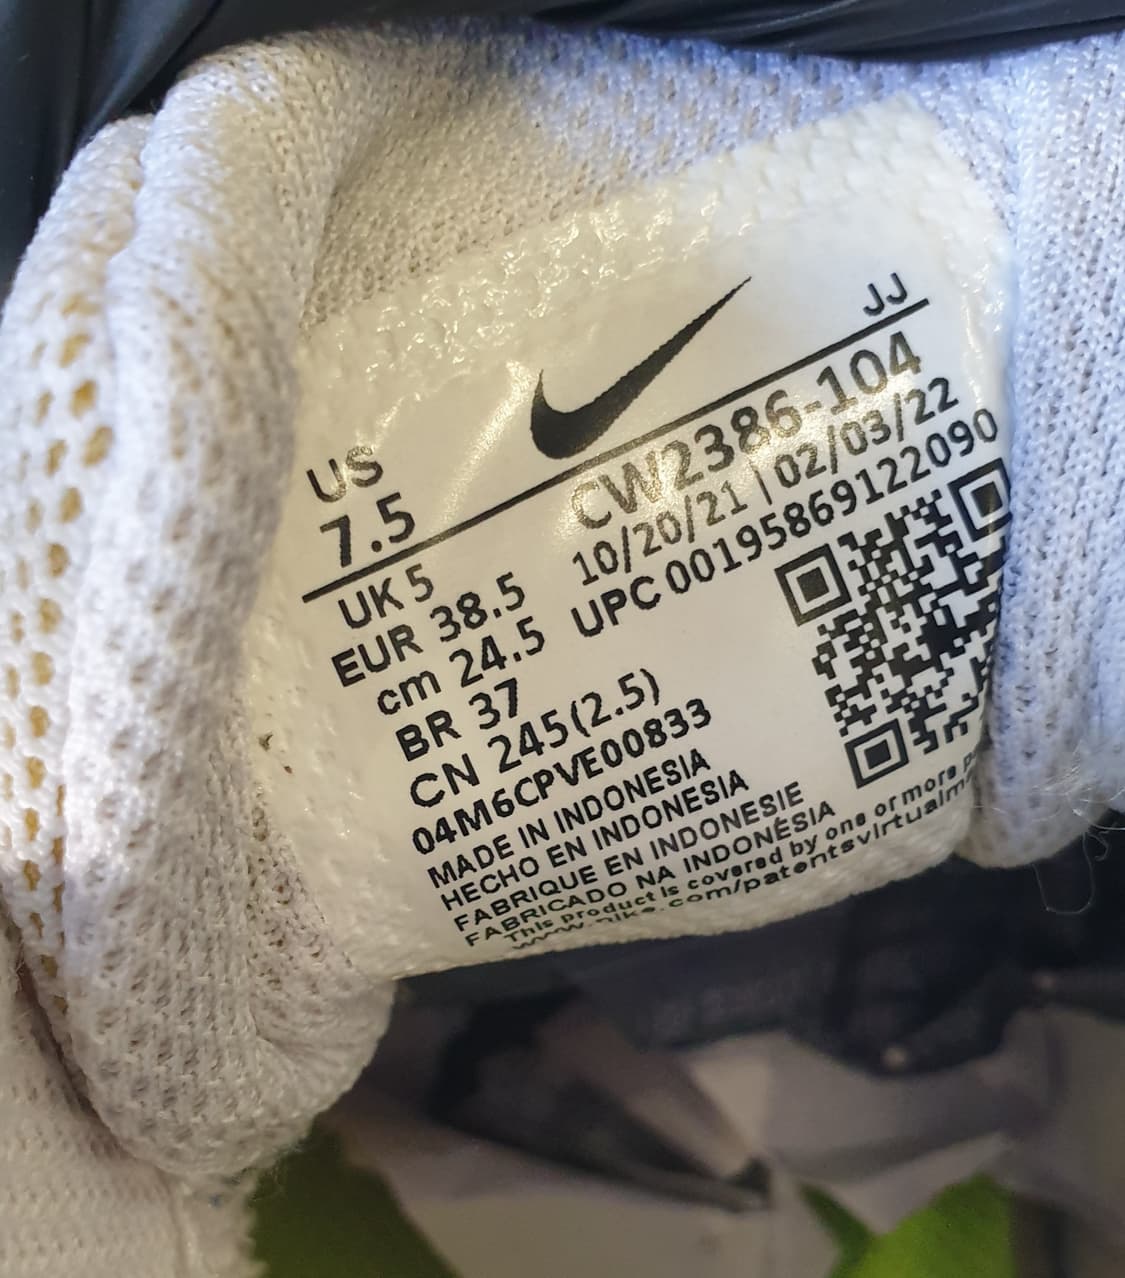 JJ
US
7.5
CW2386-104
10/20/21 | 02/03/22
UPC 00195869122090
UK 5
EUR 38.5
cm 24.5
BR 37
CN 245(2.5)
04M6CPVE00833
MADE IN INDONESIA
HECHO EN INDONESIA
FABRIQUE EN INDONESIE
FABRICADO NA INDONÉSIA
This product is covered by one or more
www.nike.com/patentsvirtualm